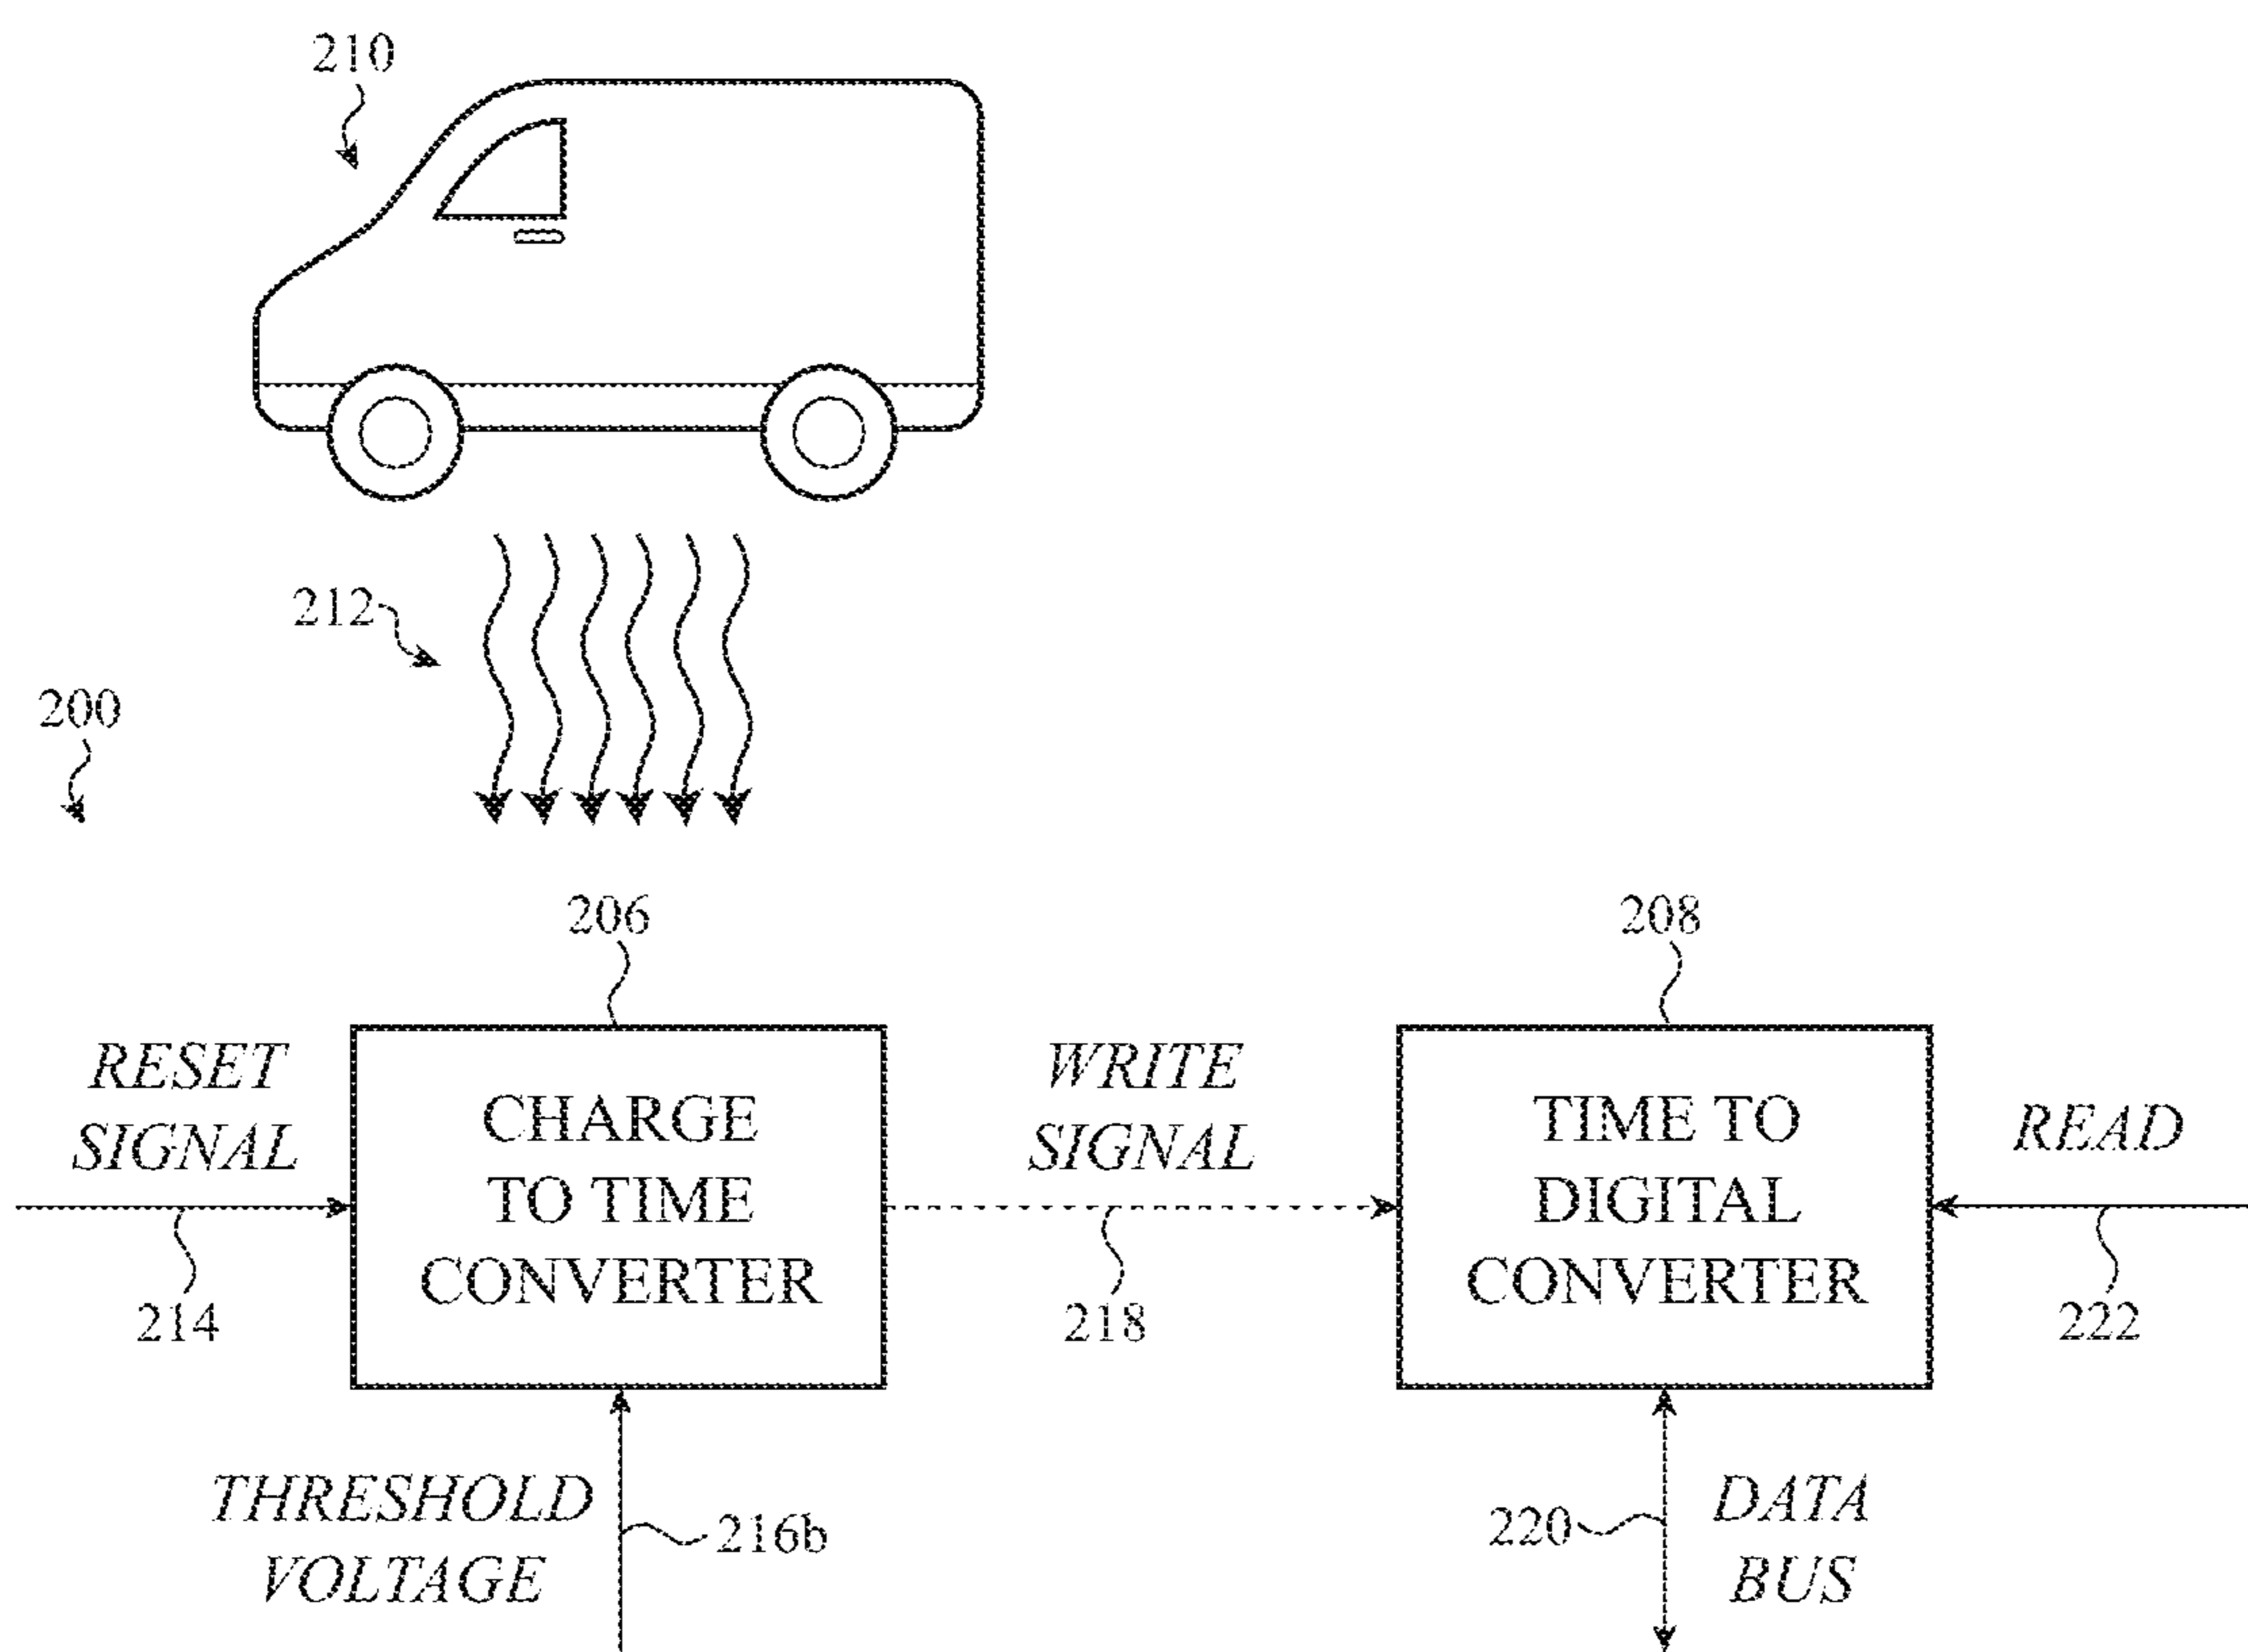 210
212
200
206
208
RESET
SIGNAL
214
CHARGE
TO TIME
CONVERTER
WRITE
SIGNAL
218
TIME TO
DIGITAL
CONVERTER
READ
222
THRESHOLD
VOLTAGE
216b
220
DATA
BUS